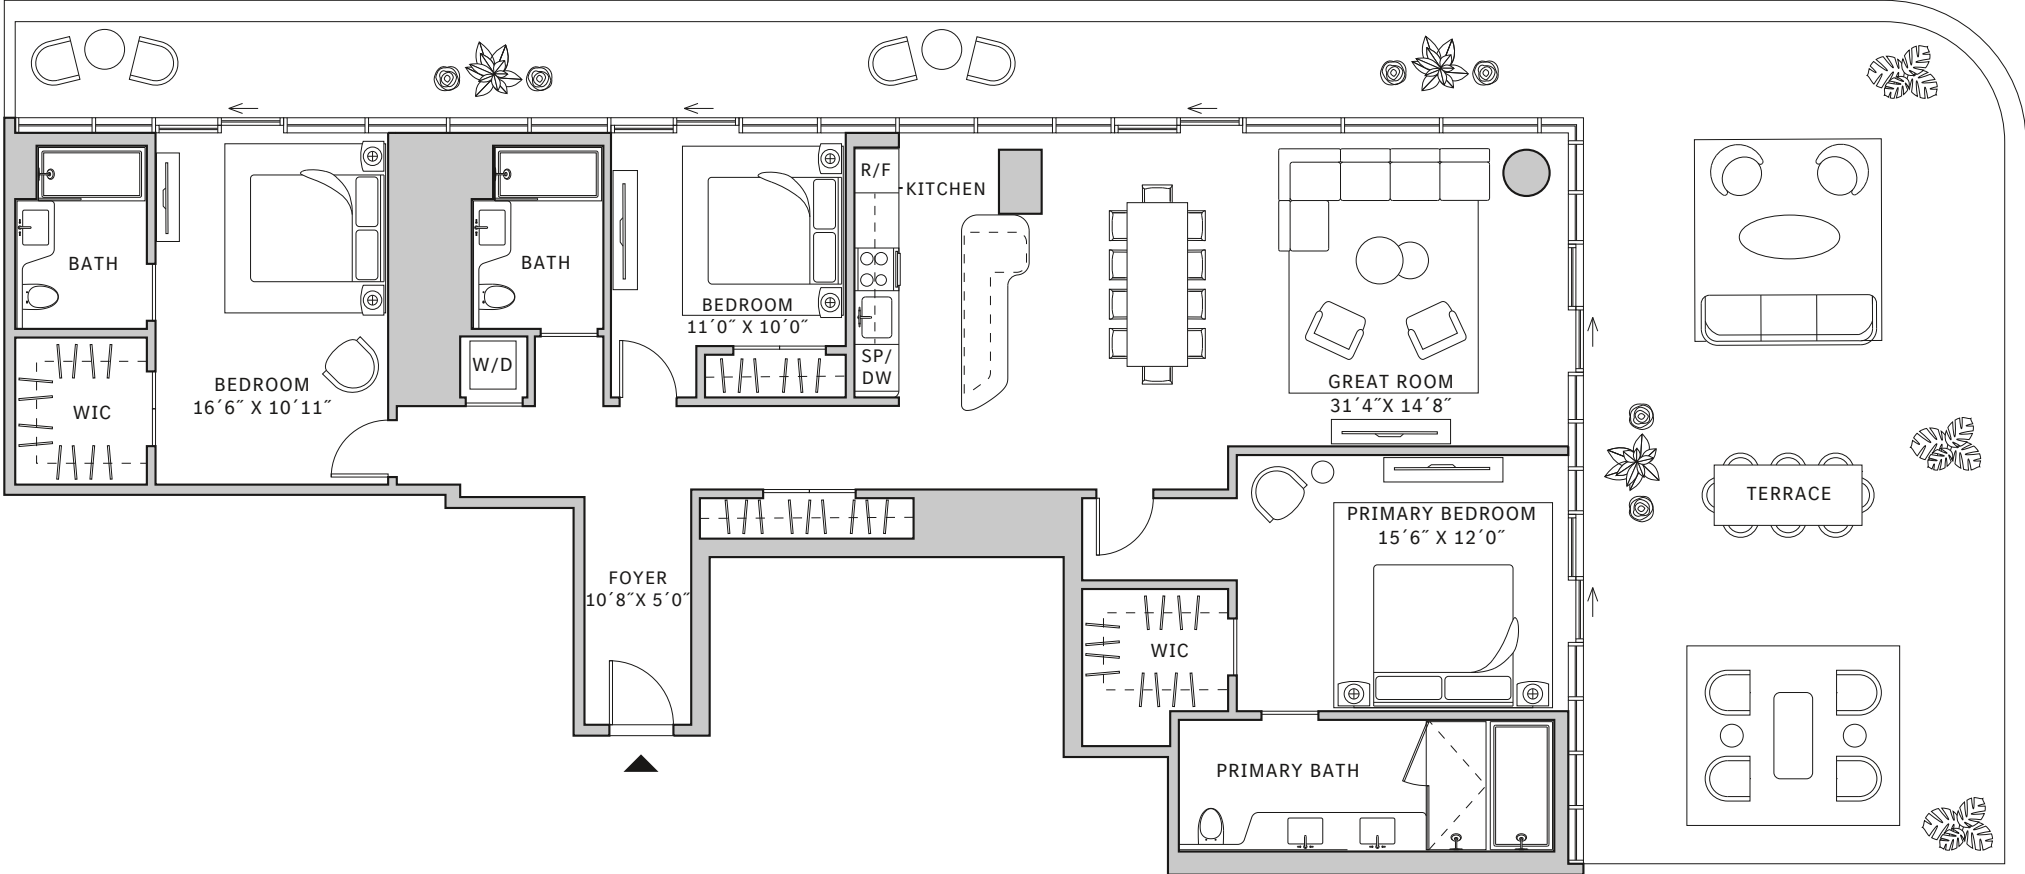 R/F
KITCHEN
BATH
BATH
BEDROOM
11´0˝ X 10´0˝
W/D
SP/
DW
BEDROOM
16´6˝ X 10´11˝
WIC
GREAT ROOM
31´4˝X 14´8˝
TERRACE
PRIMARY BEDROOM
15´6˝ X 12´0˝
FOYER
10´8˝X 5´0˝
WIC
PRIMARY BATH